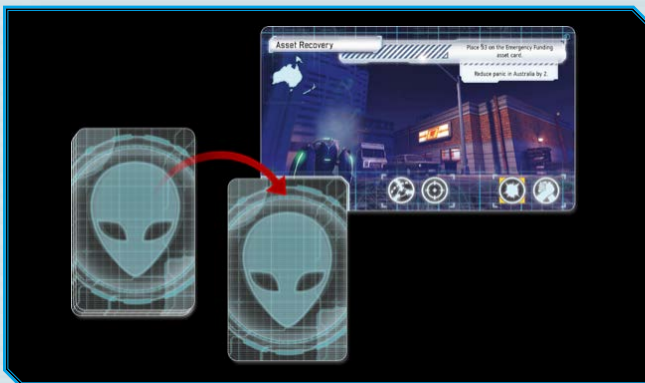 Asset Recovery
Place $3 on the Emergency Funding
asset card.
Reduce panic in Australia by 2.